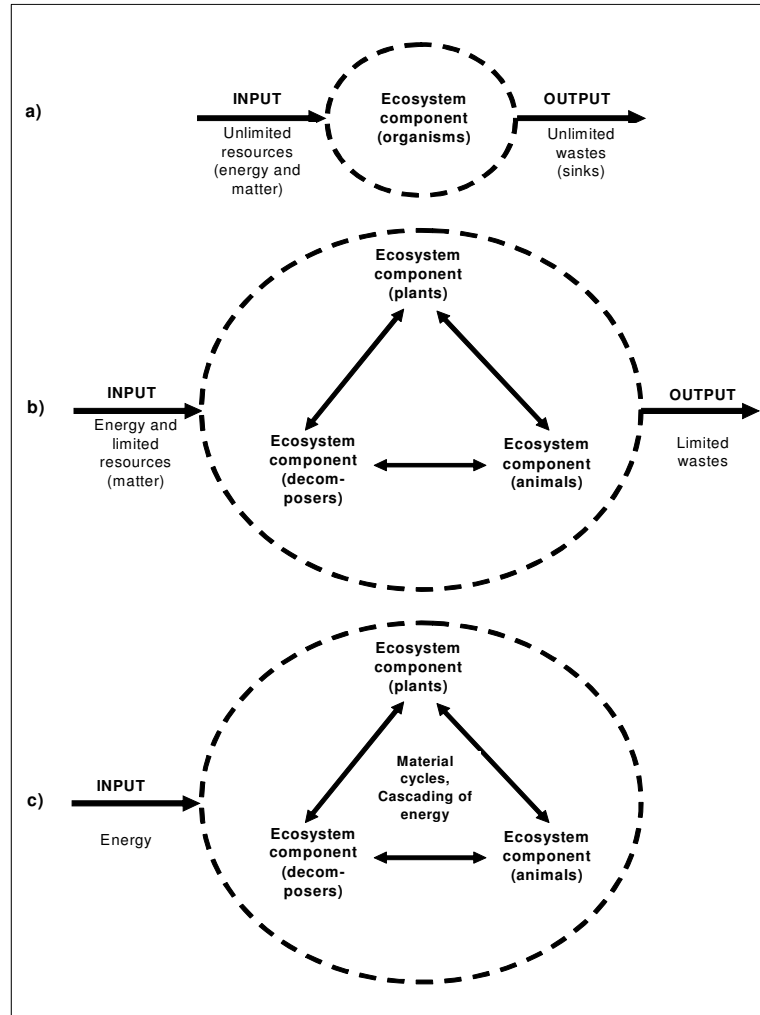 a)
INPUT
Unlimited
resources
(energy and
matter)
Ecosystem
component
(organisms)
OUTPUT
Unlimited
wastes
(sinks)
b)
INPUT
Energy and
limited
resources
(matter)
Ecosystem
component
(plants)
Ecosystem
component
(decom-
posers)
Ecosystem
component
(animals)
OUTPUT
Limited
wastes
c)
INPUT
Energy
Ecosystem
component
(plants)
Material
cycles,
Cascading of
energy
Ecosystem
component
(decom-
posers)
Ecosystem
component
(animals)